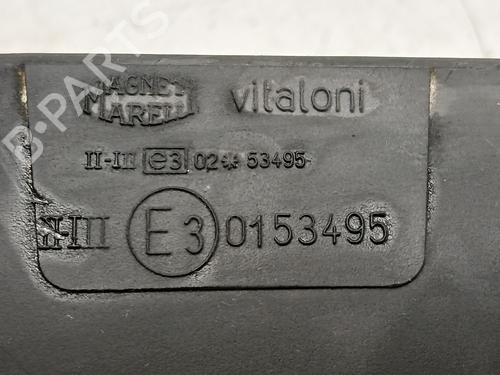 B-PARTS
MAGNETI
MARELLI
vitaloni
II-III e3 02* 53495
II-III E3 0153495